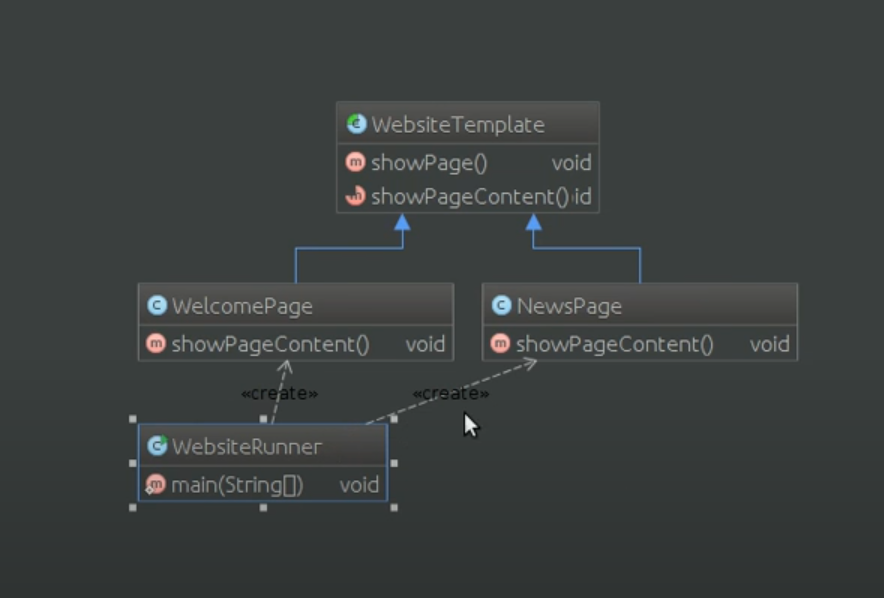 WebsiteTemplate
showPage() void
showPageContent() id
WelcomePage
showPageContent() void
NewsPage
showPageContent() void
«create»
«create»
WebsiteRunner
main(String[]) void